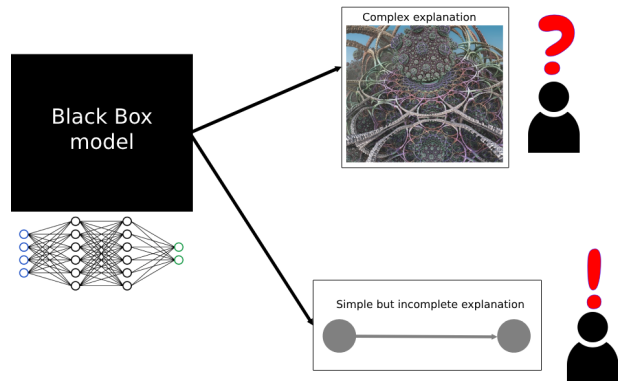 Complex explanation
?
Black Box
model
Simple but incomplete explanation
!